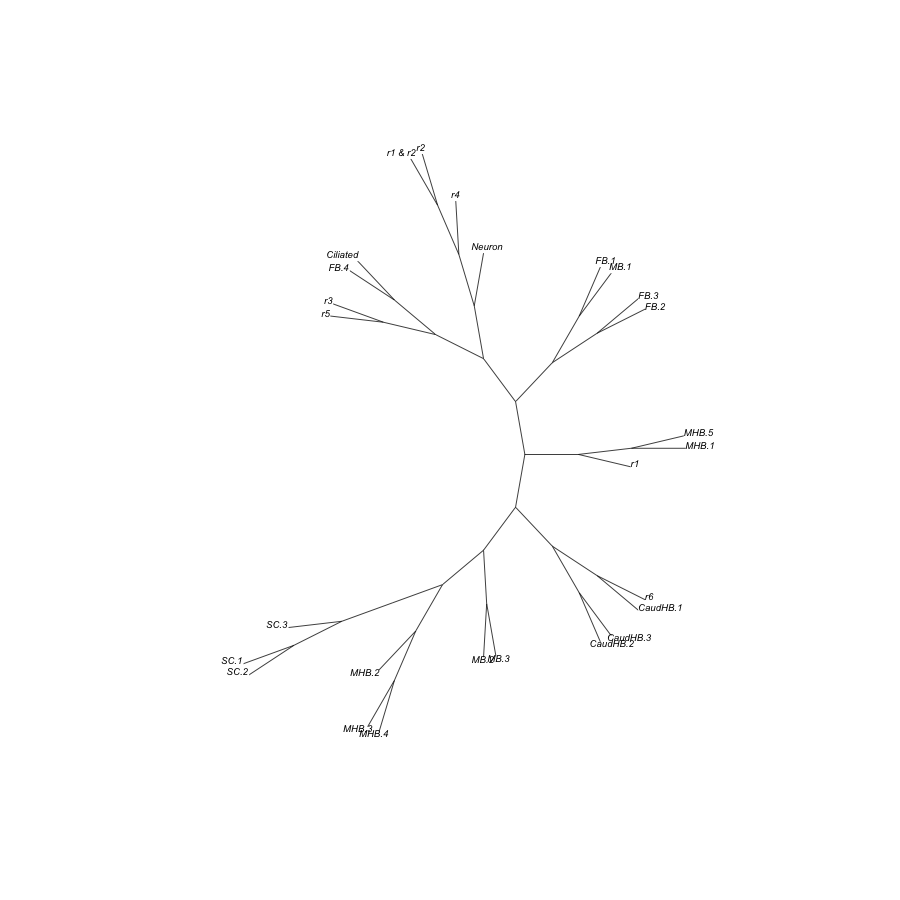 r1 & r2
r2
r4
Neuron
Ciliated
FB.4
r3
r5
FB.1
MB.1
FB.3
FB.2
MHB.5
MHB.1
r1
r6
CaudHB.1
CaudHB.3
CaudHB.2
MB.2
MB.3
SC.3
SC.1
SC.2
MHB.2
MHB.3
MHB.4